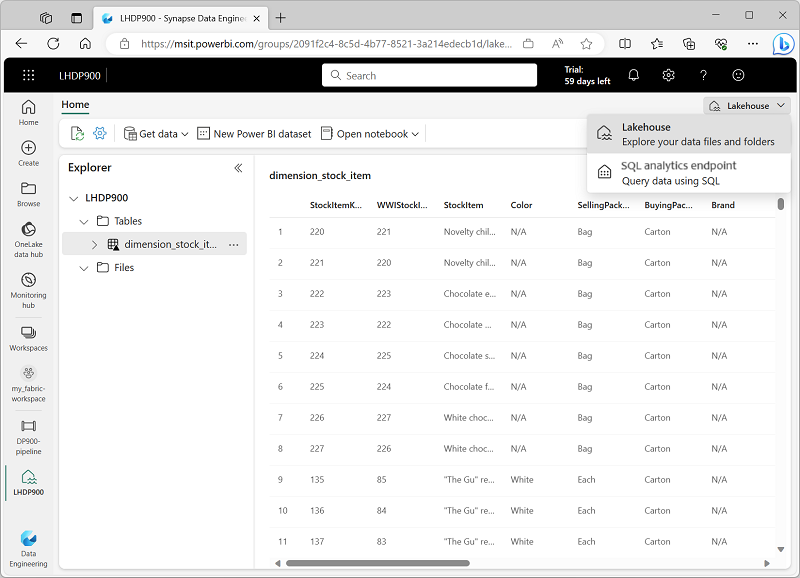 LHDP900 - Synapse Data Engine
https://msit.powerbi.com/groups/2091f2c4-8c5d-4b77-8521-3a214edecb1d/lake...
LHDP900
Search
Trial:
59 days left
Home
Create
Browse
OneLake
data hub
Monitoring
hub
Workspaces
my_fabric-
workspace
DP900-
pipeline
LHDP900
Data
Engineering
Home
Lakehouse
Get data
New Power BI dataset
Open notebook
Lakehouse
Explore your data files and folders
SQL analytics endpoint
Query data using SQL
Explorer
LHDP900
Tables
dimension_stock_it...
Files
dimension_stock_item
StockItemK... WWIStockI... StockItem Color SellingPack... BuyingPac... Brand
1 220 221 Novelty chil... N/A Bag Carton N/A
2 221 220 Novelty chil... N/A Bag Carton N/A
3 222 223 Chocolate e... N/A Bag Carton N/A
4 223 222 Chocolate ... N/A Bag Carton N/A
5 224 225 Chocolate s... N/A Bag Carton N/A
6 225 224 Chocolate f... N/A Bag Carton N/A
7 226 227 White choc... N/A Bag Carton N/A
8 227 226 White choc... N/A Bag Carton N/A
9 135 85 "The Gu" re... White Each Carton N/A
10 136 84 "The Gu" re... White Each Carton N/A
11 137 83 "The Gu" re... White Each Carton N/A